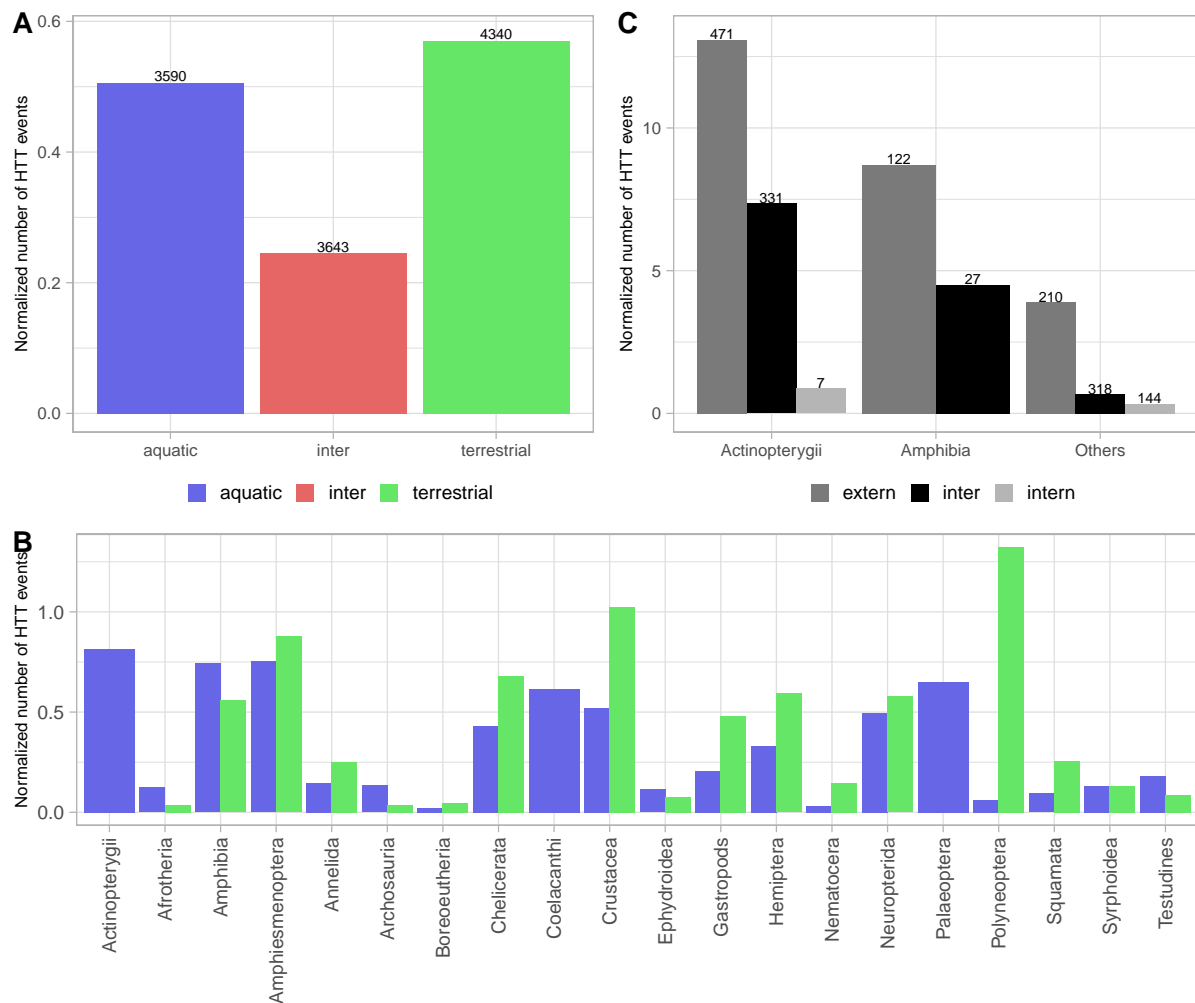 A
Normalized number of HTT events
0.6
0.4
0.2
0.0
3590
3643
4340
aquatic
inter
terrestrial
aquatic inter terrestrial
C
Normalized number of HTT events
10
5
0
471
331
7
122
27
210
318
144
Actinopterygii
Amphibia
Others
extern inter intern
B
Normalized number of HTT events
1.0
0.5
0.0
Actinopterygii
Afrotheria
Amphibia
Amphiesmenoptera
Annelida
Archosauria
Boreoeutheria
Chelicerata
Coelacanthi
Crustacea
Ephydroidea
Gastropods
Hemiptera
Nematocera
Neuropterida
Palaeoptera
Polyneoptera
Squamata
Syrphoidea
Testudines